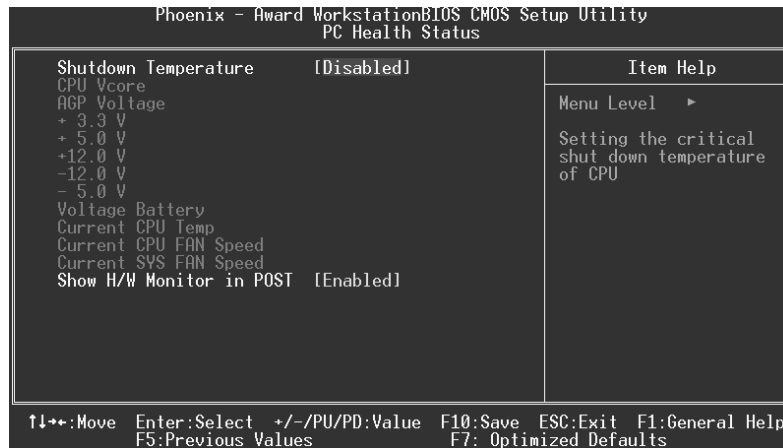 Phoenix - Award WorkstationBIOS CMOS Setup Utility
PC Health Status
Shutdown Temperature [Disabled]
CPU Vcore
AGP Voltage
+ 3.3 V
+ 5.0 V
+12.0 V
-12.0 V
- 5.0 V
Voltage Battery
Current CPU Temp
Current CPU FAN Speed
Current SYS FAN Speed
Show H/W Monitor in POST [Enabled]
Item Help
Menu Level ►
Setting the critical
shut down temperature
of CPU
↑↓→←:Move Enter:Select +/-/PU/PD:Value F10:Save ESC:Exit F1:General Help
F5:Previous Values F7: Optimized Defaults